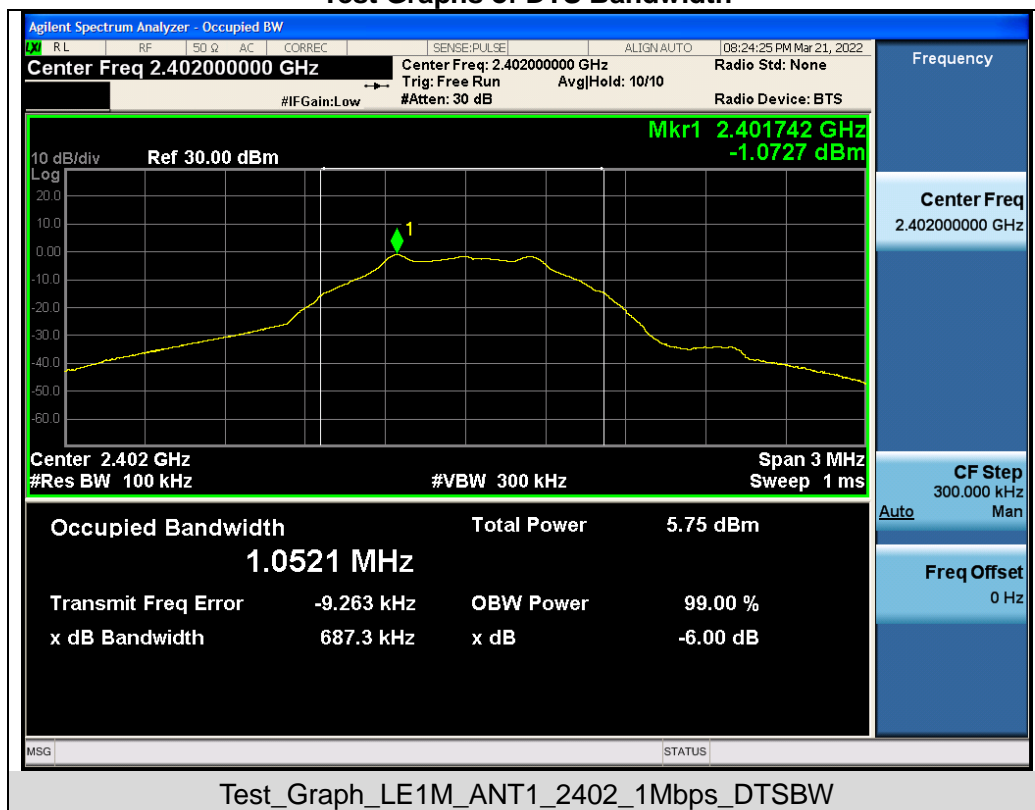 Test Graphs of DTS Bandwidth
Agilent Spectrum Analyzer - Occupied BW
LXI RL RF 50 Ω AC CORREC SENSE:PULSE ALIGN AUTO 08:24:25 PM Mar 21, 2022
Center Freq 2.402000000 GHz
Center Freq: 2.402000000 GHz
Radio Std: None
Trig: Free Run Avg|Hold: 10/10
#IFGain:Low #Atten: 30 dB Radio Device: BTS
Frequency
Mkr1 2.401742 GHz
-1.0727 dBm
10 dB/div Ref 30.00 dBm
Log
20.0
10.0
0.00
-10.0
-20.0
-30.0
-40.0
-50.0
-60.0
1
Center 2.402 GHz Span 3 MHz
#Res BW 100 kHz #VBW 300 kHz Sweep 1 ms
Center Freq
2.402000000 GHz
CF Step
300.000 kHz
Auto Man
Freq Offset
0 Hz
Occupied Bandwidth Total Power 5.75 dBm
1.0521 MHz
Transmit Freq Error -9.263 kHz OBW Power 99.00 %
x dB Bandwidth 687.3 kHz x dB -6.00 dB
MSG STATUS
Test_Graph_LE1M_ANT1_2402_1Mbps_DTSBW